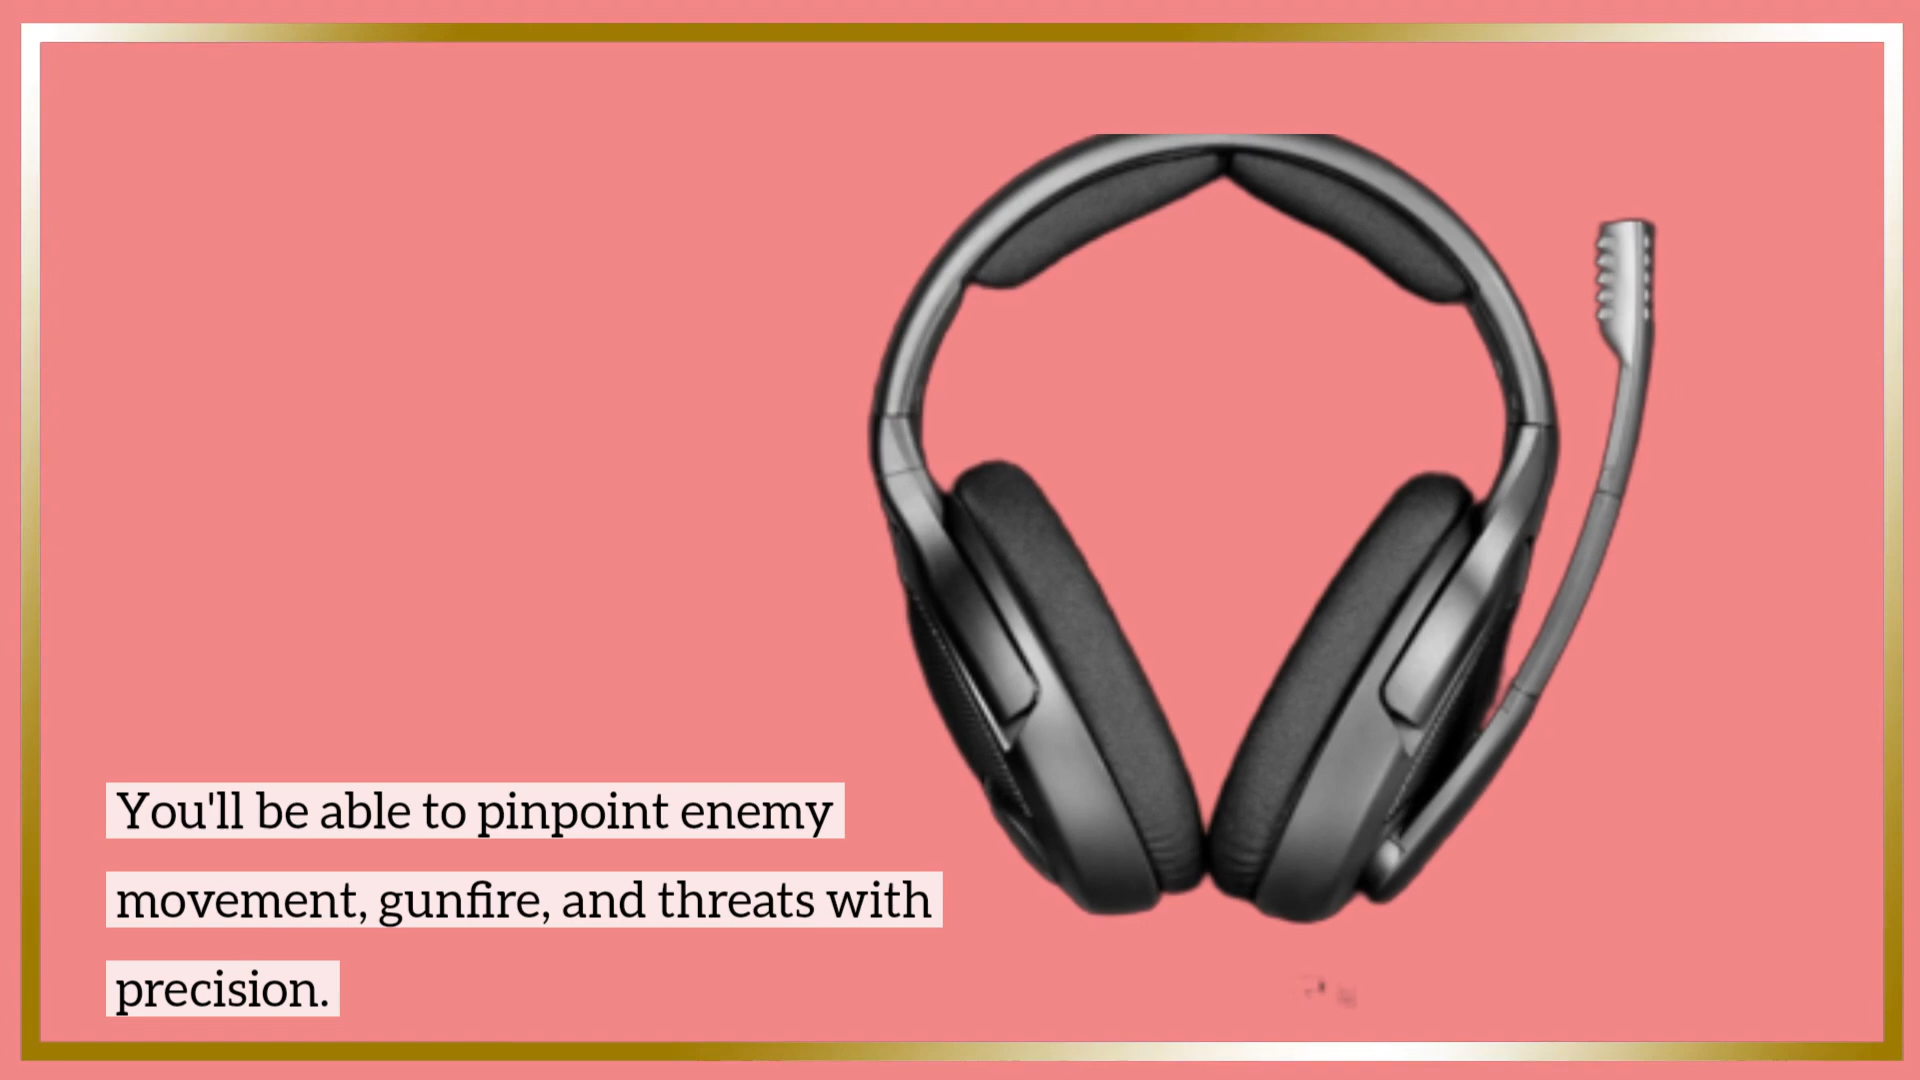 You'll be able to pinpoint enemy
movement, gunfire, and threats with
precision.